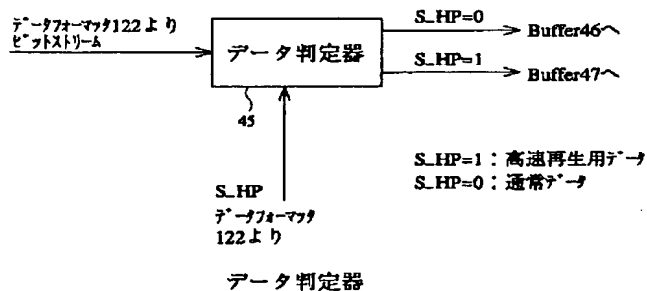 データフォーマッタ122より
ビットストリーム
データ判定器
S_HP=0
Buffer46へ
S_HP=1
Buffer47へ
45
S_HP
データフォーマッタ
122より
S_HP=1：高速再生用データ
S_HP=0：通常データ
データ判定器